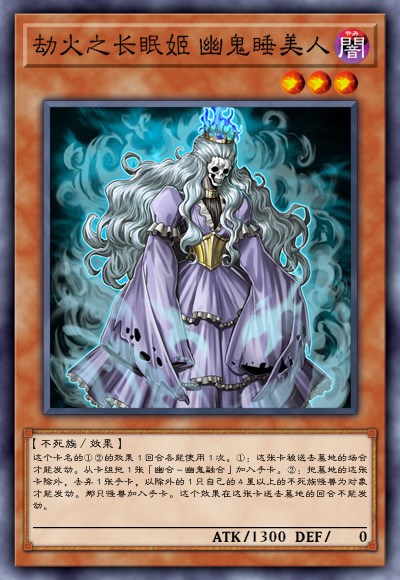 劫火之长眠姬 幽鬼睡美人
やみ
闇
【不死族／效果】
这个卡名的①②的效果1回合各能使用1次。①：这张卡被送去墓地的场合
才能发动。从卡组把1张「幽合－幽鬼融合」加入手卡。②：把墓地的这张
卡除外，去弃1张手卡，以除外的1只自己的4星以上的不死族怪兽为对象
才能发动。那只怪兽加入手卡。这个效果在这张卡送去墓地的回合不能发
动。
ATK/1300 DEF/ 0